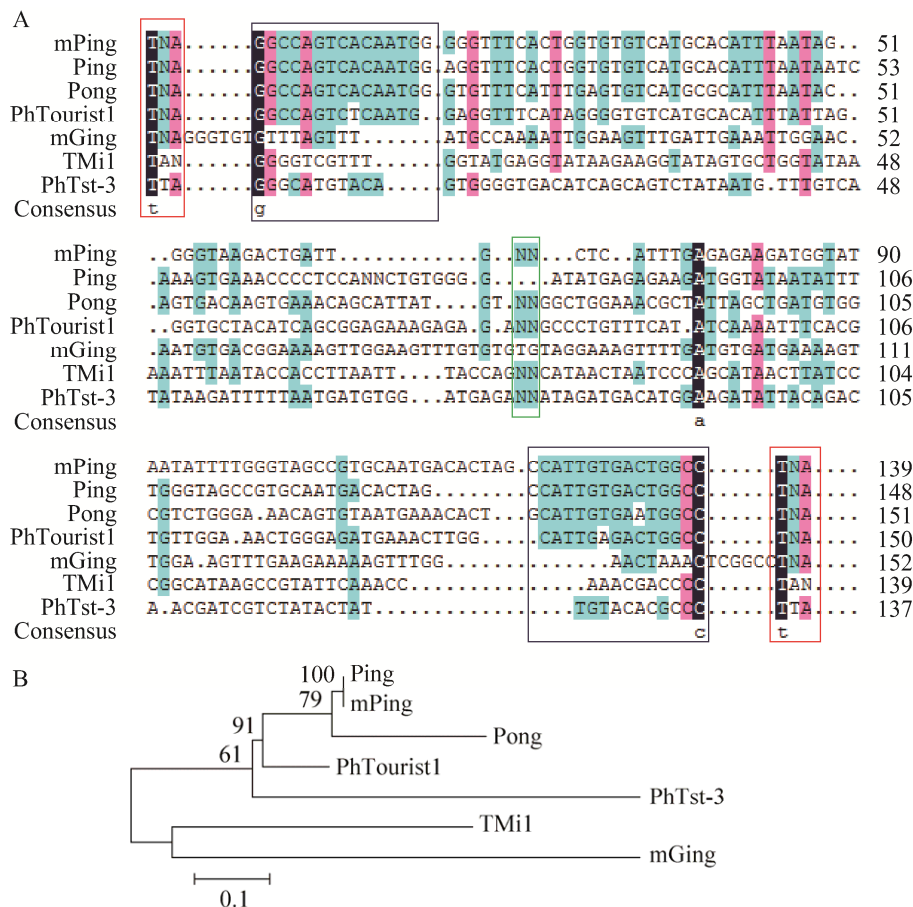 A
mPing TNA......GGCCAGTCACAATGG.GGGTTTCACTGGTGTGTCATGCACATTTAATAG.. 51
Ping TNA......GGCCAGTCACAATGG.AGGTTTCACTGGTGTGTCATGCACATTTAATAATC 53
Pong TNA......GGCCAGTCACAATGG.GTGTTTCATTTGAGTGTCATGCGCATTTAATAC.. 51
PhTourist1 TNA......GGCCAGTCTCAATG..GAGGTTTCATAGGGGTGTCATGCACATTTATTAG. 51
mGing TNAGGGTGTGTTTAGTTT.....ATGCCAAAATTGGAAGTTTGATTGAAATTGGAAC... 52
TMi1 TAN......GGGGTCGTTT....GGTATGAGGTATAAGAAGGTATAGTGCTGGTATAA 48
PhTst-3 TTA......GGGCATGTACA.....GTGGGGTGACATCAGCAGTCTATAATG.TTTGTCA 48
Consensus t g
mPing ..GGGTAAGACTGATT............G..NN...CTC..ATTTGAGAGAAGATGGTAT 90
Ping .AAAGTGAAACCCCTCCANNCTGTGGG.G.....ATATGAGAGAAGATGGTATAATATTT 106
Pong .AGTGACAAGTGAAACAGCATTAT....GT.NNGGCTGGAAACGCTATTAGCTGATGTGG 105
PhTourist1 ..GGTGCTACATCAGCGGAGAAAGAGA.G.ANNGCCCTGTTTCAT.ATCAAAATTTCACG 106
mGing .AATGTGACGGAAAAGTTGGAAGTTTGTGTGTGTAGGAAAGTTTTGATGTGATGAAAAGT 111
TMi1 AAATTTAATACCACCTTAATT....TACCAGNNCATAACTAATCCCAGCATAACTTATCC 104
PhTst-3 TATAAGATTTTTAATGATGTGG..ATGAGANNATAGATGACATGGAAGATATTACAGAC 105
Consensus a
mPing AATATTTTGGGTAGCCGTGCAATGACACTAG.CCATTGTGACTGGCC......TNA.... 139
Ping TGGGTAGCCGTGCAATGACACTAG........CCATTGTGACTGGCC......TNA.... 148
Pong CGTCTGGGA.AACAGTGTAATGAAACACT..GCATTGTGAATGGCC......TNA.... 151
PhTourist1 TGTTGGA.AACTGGGAGATGAAACTTGG....CATTGAGACTGGCC......TNA.... 150
mGing TGGA.AGTTTGAAGAAAAAGTTTGG.......AACTAAACTCGGCCTNA.... 152
TMi1 CGGCATAAGCCGTATTCAAACC..........AAACGACCCC......TAN.... 139
PhTst-3 A.ACGATCGTCTATACTAT.............TGTACACGCCC......TTA.... 137
Consensus c t
B
100
Ping
79
mPing
91
Pong
61
PhTourist1
PhTst-3
TMi1
mGing
0.1